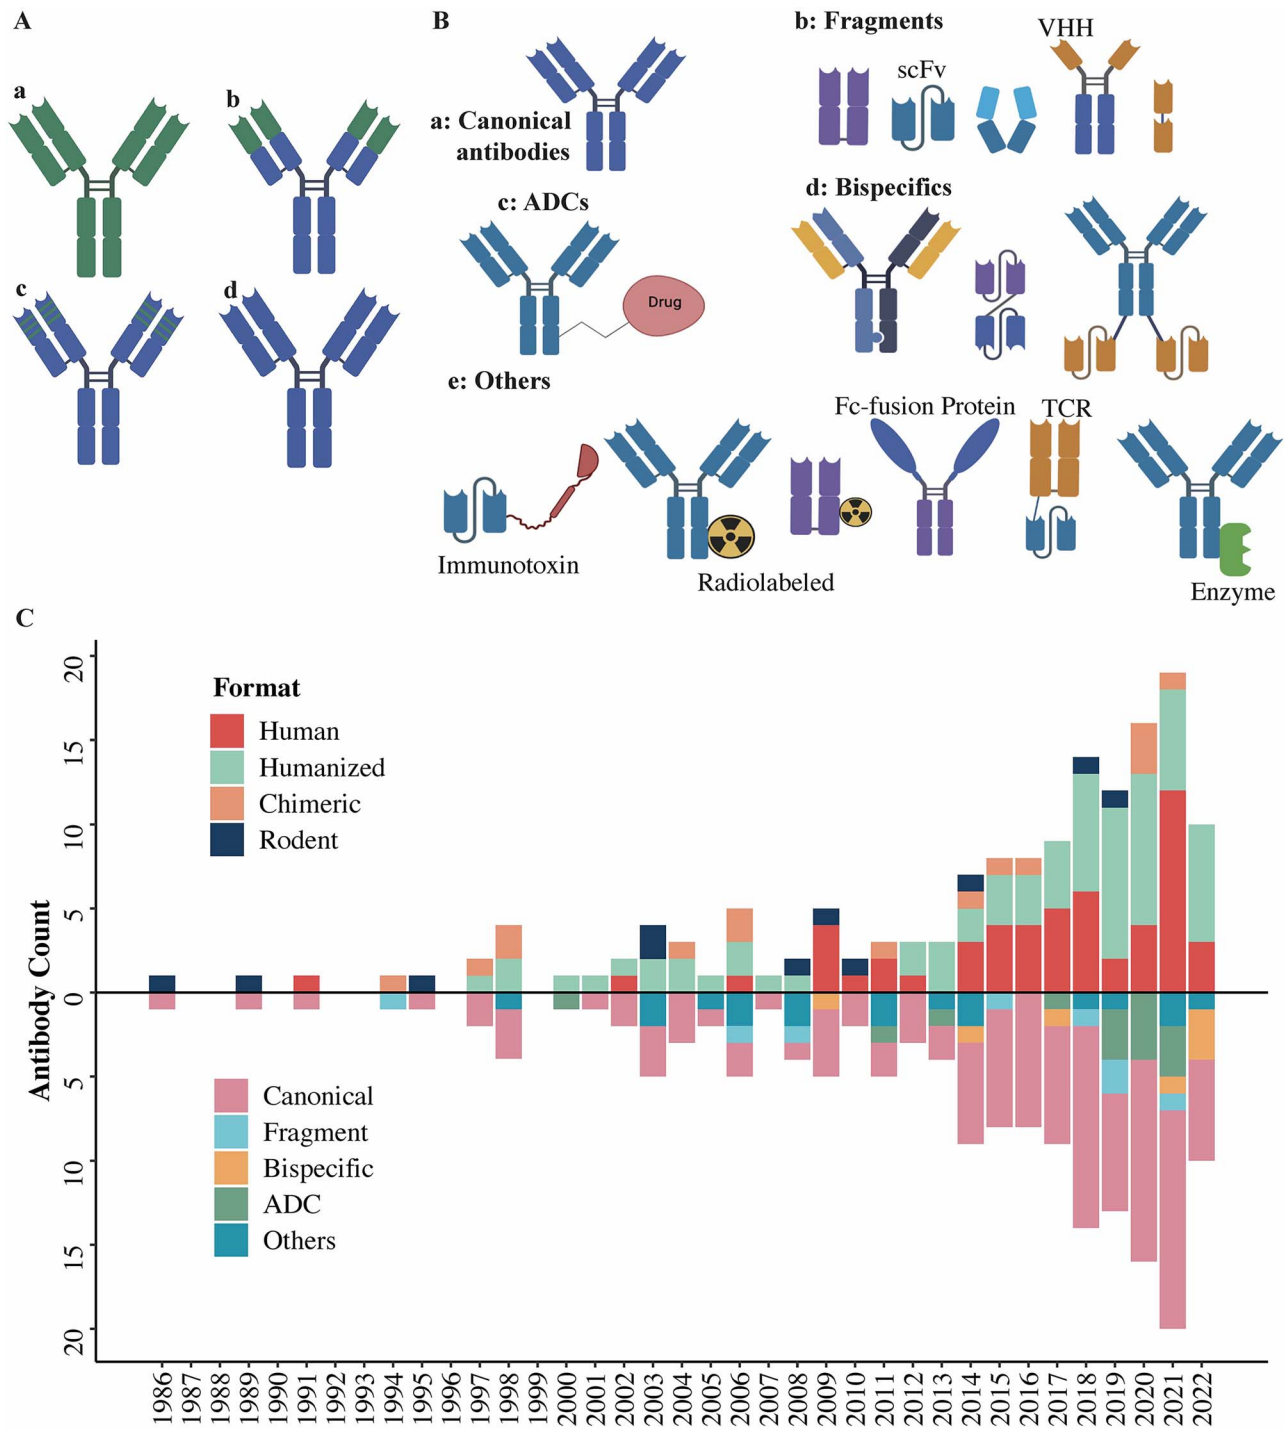 A
a
b
c
d
B
a: Canonical
antibodies
b: Fragments
scFv
VHH
c: ADCs
Drug
d: Bispecifics
e: Others
Immunotoxin
Radiolabeled
Fc-fusion Protein
TCR
Enzyme
C
Antibody Count
20
15
10
5
0
5
10
15
20
Format
Human
Humanized
Chimeric
Rodent
Canonical
Fragment
Bispecific
ADC
Others
1986
1987
1988
1989
1990
1991
1992
1993
1994
1995
1996
1997
1998
1999
2000
2001
2002
2003
2004
2005
2006
2007
2008
2009
2010
2011
2012
2013
2014
2015
2016
2017
2018
2019
2020
2021
2022